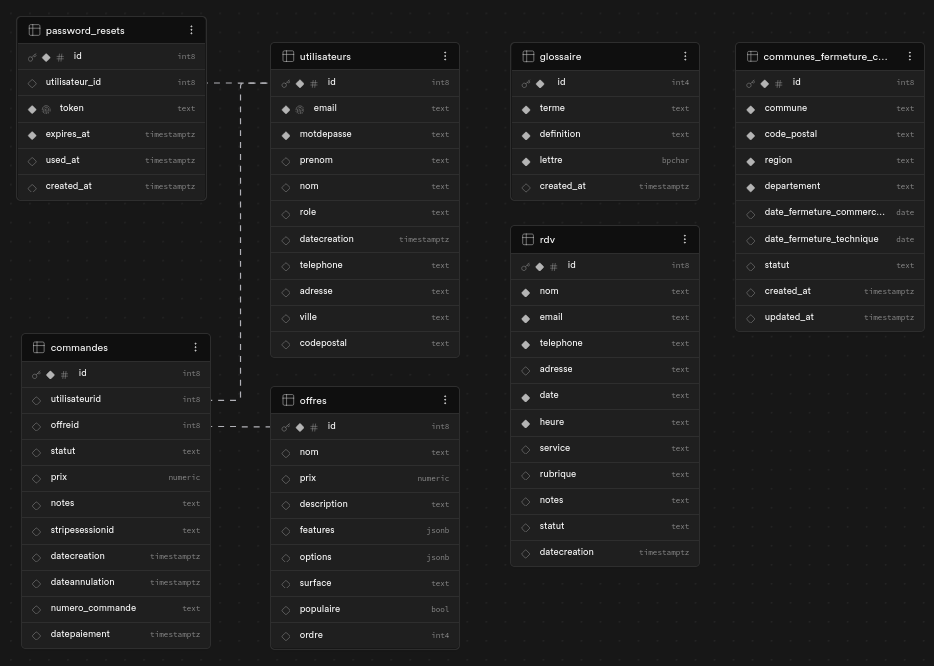 password_resets
# id int8
utilisateur_id int8
token text
expires_at timestamptz
used_at timestamptz
created_at timestamptz
utilisateurs
# id int8
email text
motdepasse text
prenom text
nom text
role text
datecreation timestamptz
telephone text
adresse text
ville text
codepostal text
glossaire
id int4
terme text
definition text
lettre bpchar
created_at timestamptz
communes_fermeture_c...
# id int8
commune text
code_postal text
region text
departement text
date_fermeture_commerc... date
date_fermeture_technique date
statut text
created_at timestamptz
updated_at timestamptz
rdv
# id int8
nom text
email text
telephone text
adresse text
date text
heure text
service text
rubrique text
notes text
statut text
datecreation timestamptz
commandes
# id int8
utilisateurid int8
offreid int8
statut text
prix numeric
notes text
stripesessionid text
datecreation timestamptz
dateannulation timestamptz
numero_commande text
datepaiement timestamptz
offres
# id int8
nom text
prix numeric
description text
features jsonb
options jsonb
surface text
populaire bool
ordre int4